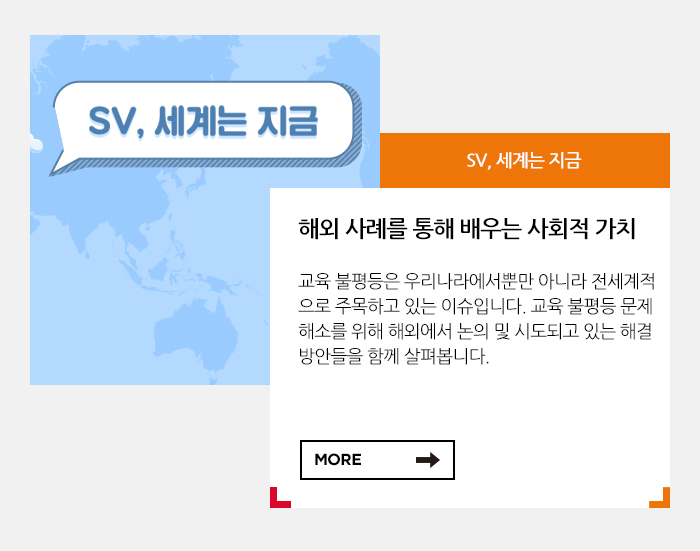 SV, 세계는 지금
SV, 세계는 지금
해외 사례를 통해 배우는 사회적 가치
교육 불평등은 우리나라에서뿐만 아니라 전세계적
으로 주목하고 있는 이슈입니다. 교육 불평등 문제
해소를 위해 해외에서 논의 및 시도되고 있는 해결
방안들을 함께 살펴봅니다.
MORE